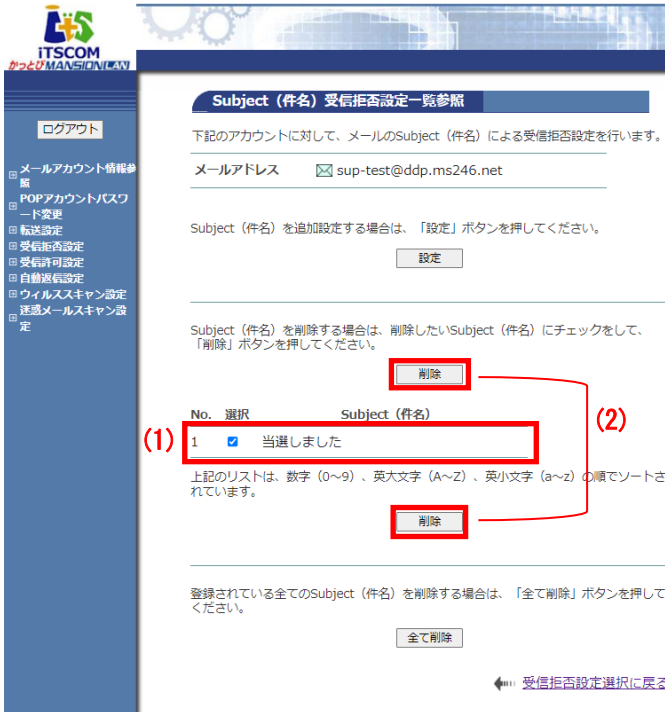 iTSCOM
かっとびMANSIONLAN
ログアウト
メールアカウント情報参
照
POPアカウントパスワ
ード変更
転送設定
受信拒否設定
受信許可設定
自動返信設定
ウィルススキャン設定
迷惑メールスキャン設
定
Subject（件名）受信拒否設定一覧参照
下記のアカウントに対して、メールのSubject（件名）による受信拒否設定を行います。
メールアドレス sup-test@ddp.ms246.net
Subject（件名）を追加設定する場合は、「設定」ボタンを押してください。
設定
Subject（件名）を削除する場合は、削除したいSubject（件名）にチェックをして、
「削除」ボタンを押してください。
削除
No. 選択 Subject（件名）
(2)
(1)
1 当選しました
上記のリストは、数字（0～9）、英大文字（A～Z）、英小文字（a～z）の順でソートさ
れています。
削除
登録されている全てのSubject（件名）を削除する場合は、「全て削除」ボタンを押して
ください。
全て削除
受信拒否設定選択に戻る